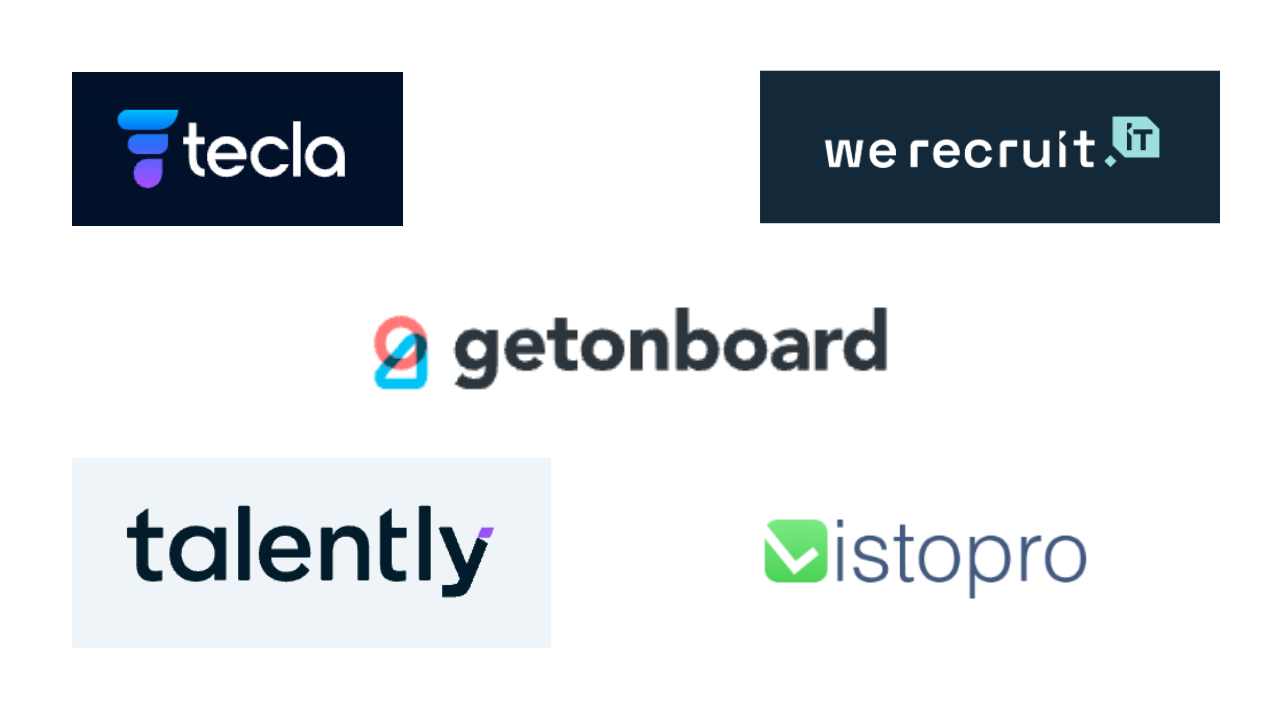 tecla
we recruit.iT
getonboard
talently
Vistopro